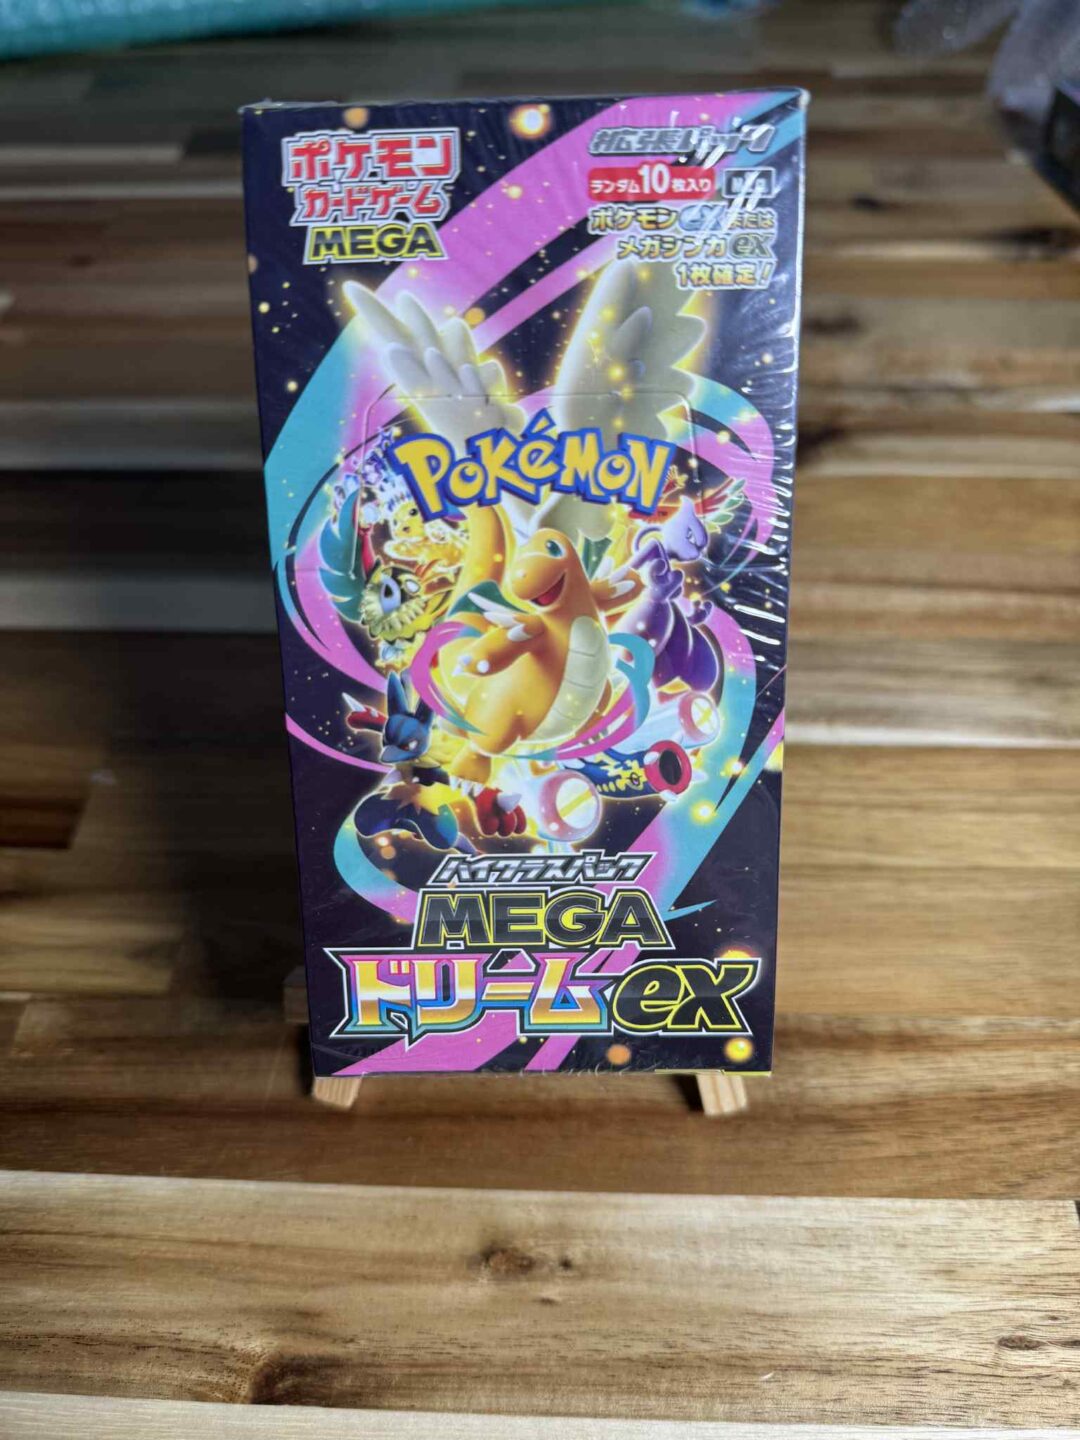 ポケモン
カードゲーム
MEGA
拡張パック
ランダム10枚入り
ポケモンexまたは
メガシンカex
1枚確定!
POKéMON
ハイクラスパック
MEGA
ドリームex